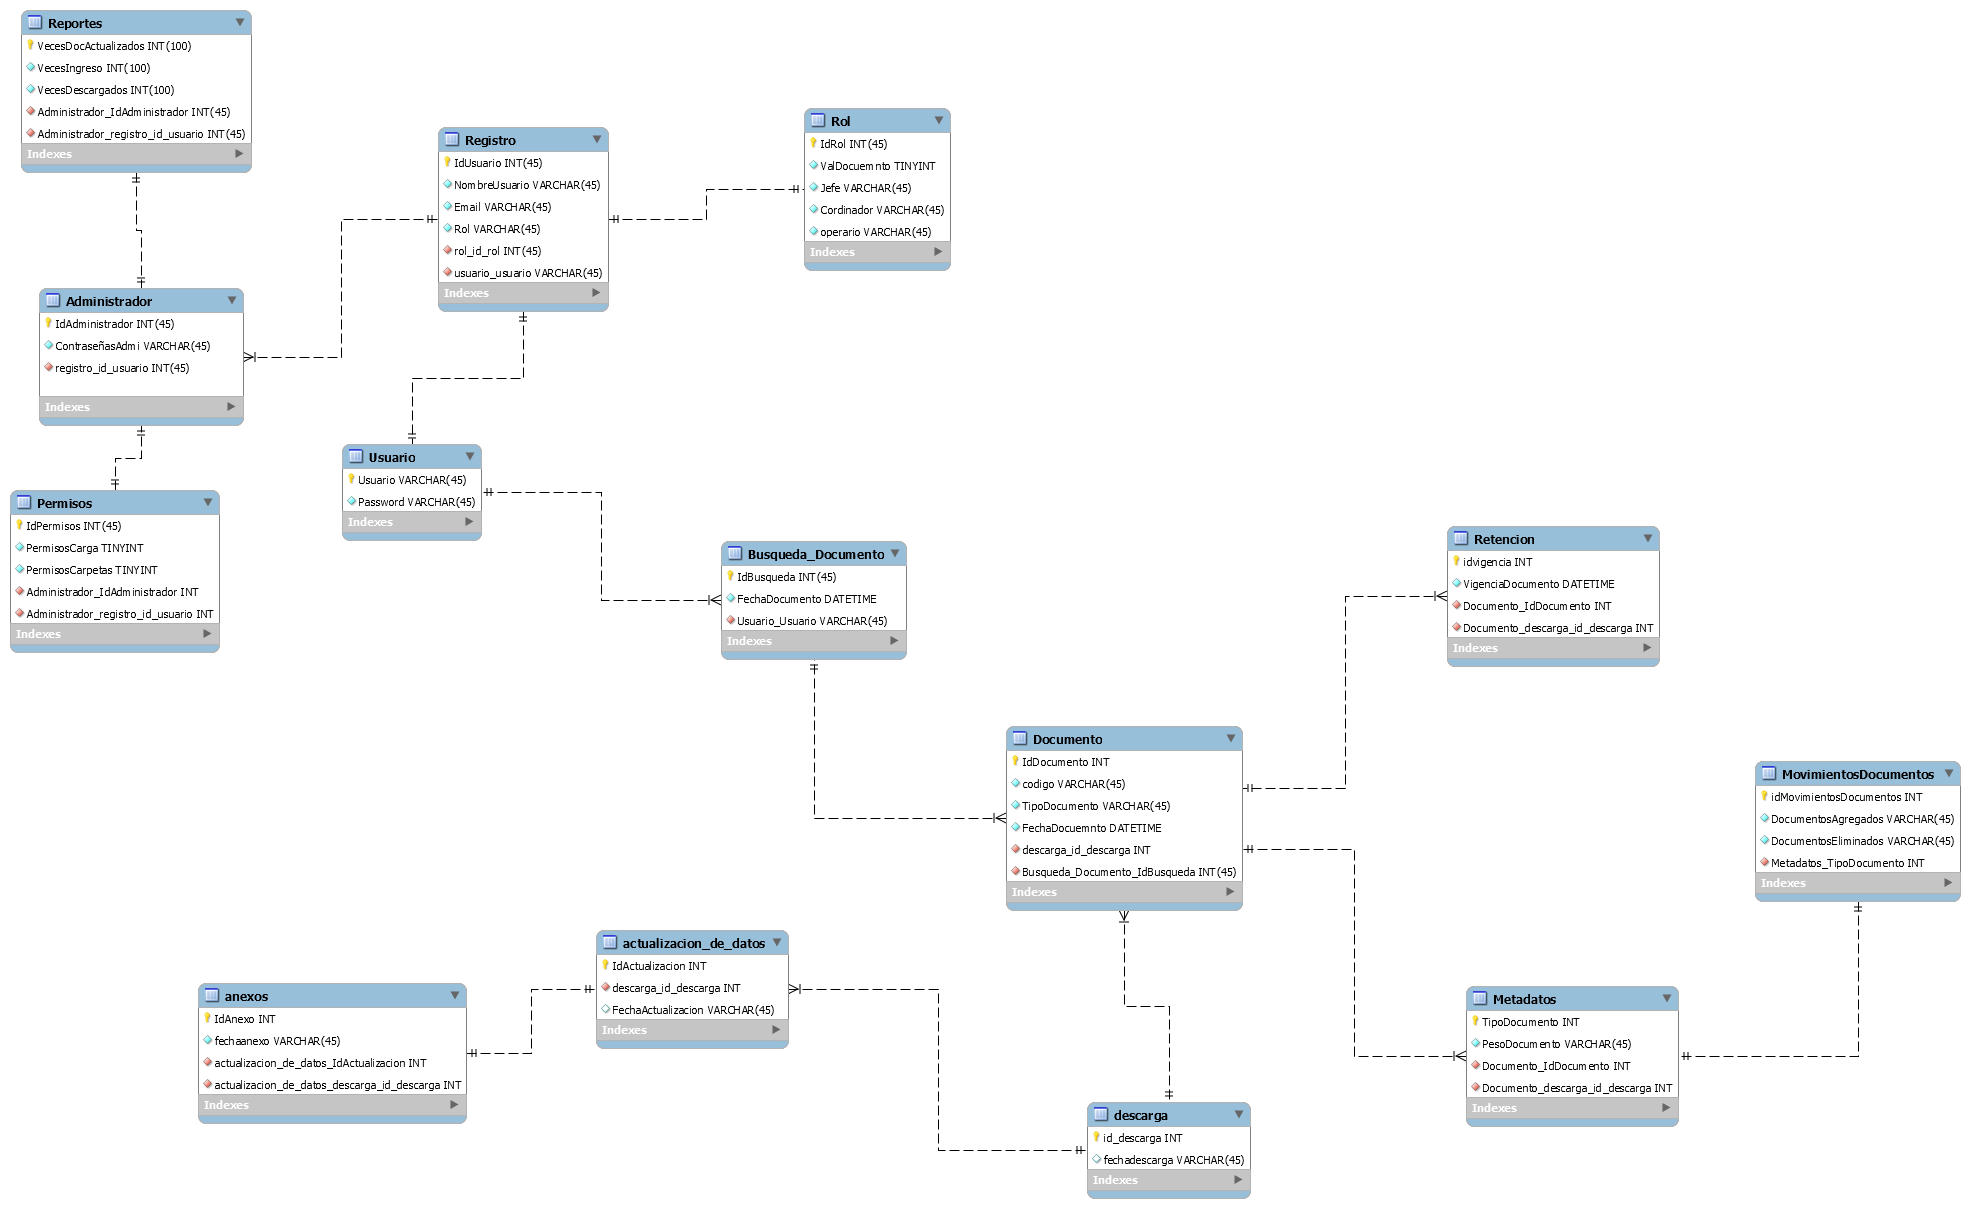 Reportes
VecesDocActualizados INT(100)
VecesIngreso INT(100)
VecesDescargados INT(100)
Administrador_IdAdministrador INT(45)
Administrador_registro_id_usuario INT(45)
Indexes
Registro
IdUsuario INT(45)
NombreUsuario VARCHAR(45)
Email VARCHAR(45)
Rol VARCHAR(45)
rol_id_rol INT(45)
usuario_usuario VARCHAR(45)
Indexes
Rol
IdRol INT(45)
ValDocuemnto TINYINT
Jefe VARCHAR(45)
Cordinador VARCHAR(45)
operario VARCHAR(45)
Indexes
Administrador
IdAdministrador INT(45)
ContraseñasAdmi VARCHAR(45)
registro_id_usuario INT(45)
Indexes
Permisos
IdPermisos INT(45)
PermisosCarga TINYINT
PermisosCarpetas TINYINT
Administrador_IdAdministrador INT
Administrador_registro_id_usuario INT
Indexes
Usuario
Usuario VARCHAR(45)
Password VARCHAR(45)
Indexes
Busqueda_Documento
IdBusqueda INT(45)
FechaDocumento DATETIME
Usuario_Usuario VARCHAR(45)
Indexes
Retencion
idvigencia INT
VigenciaDocumento DATETIME
Documento_IdDocumento INT
Documento_descarga_id_descarga INT
Indexes
Documento
IdDocumento INT
codigo VARCHAR(45)
TipoDocumento VARCHAR(45)
FechaDocuemnto DATETIME
descarga_id_descarga INT
Busqueda_Documento_IdBusqueda INT(45)
Indexes
MovimientosDocumentos
idMovimientosDocumentos INT
DocumentosAgregados VARCHAR(45)
DocumentosEliminados VARCHAR(45)
Metadatos_TipoDocumento INT
Indexes
actualizacion_de_datos
IdActualizacion INT
descarga_id_descarga INT
FechaActualizacion VARCHAR(45)
Indexes
anexos
IdAnexo INT
fechaanexo VARCHAR(45)
actualizacion_de_datos_IdActualizacion INT
actualizacion_de_datos_descarga_id_descarga INT
Indexes
Metadatos
TipoDocumento INT
PesoDocumento VARCHAR(45)
Documento_IdDocumento INT
Documento_descarga_id_descarga INT
Indexes
descarga
id_descarga INT
fechadescarga VARCHAR(45)
Indexes